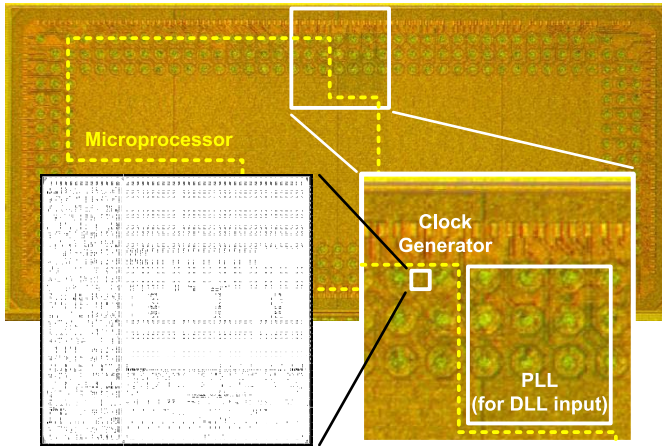 Microprocessor
Clock
Generator
PLL
(for DLL input)